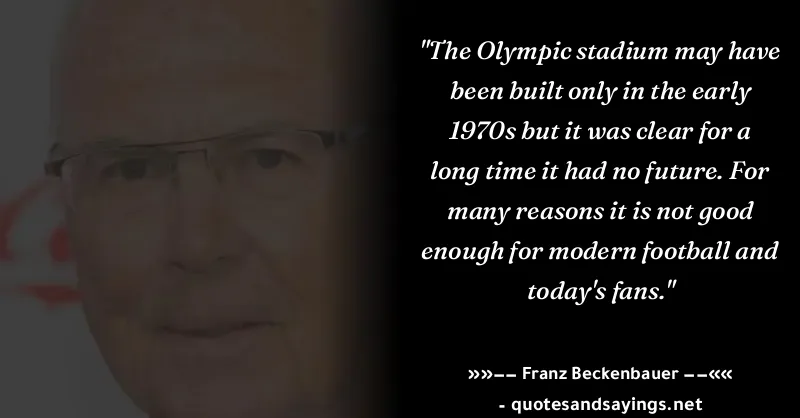 "The Olympic stadium may have
been built only in the early
1970s but it was clear for a
long time it had no future. For
many reasons it is not good
enough for modern football and
today's fans."
»»—— Franz Beckenbauer ——««
- quotesandsayings.net